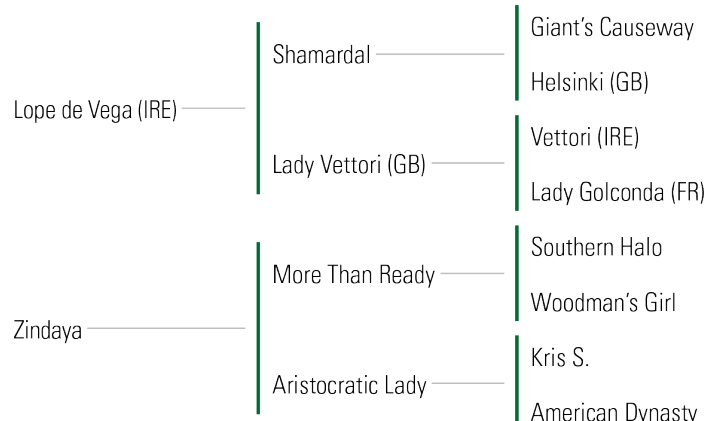 Giant's Causeway
Shamardal
Helsinki (GB)
Lope de Vega (IRE)
Vettori (IRE)
Lady Vettori (GB)
Lady Golconda (FR)
Southern Halo
More Than Ready
Woodman's Girl
Zindaya
Kris S.
Aristocratic Lady
American Dynasty